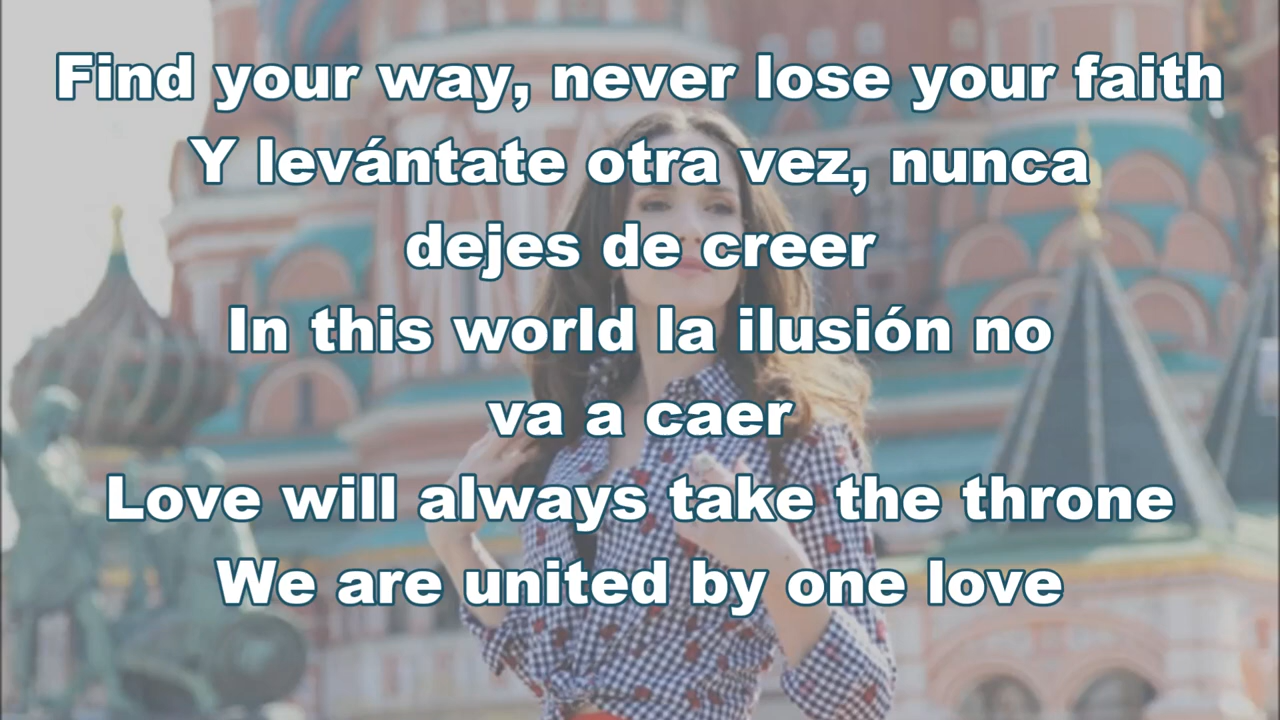 Find your way, never lose your faith
Y levántate otra vez, nunca
dejes de creer
In this world la ilusión no
va a caer
Love will always take the throne
We are united by one love